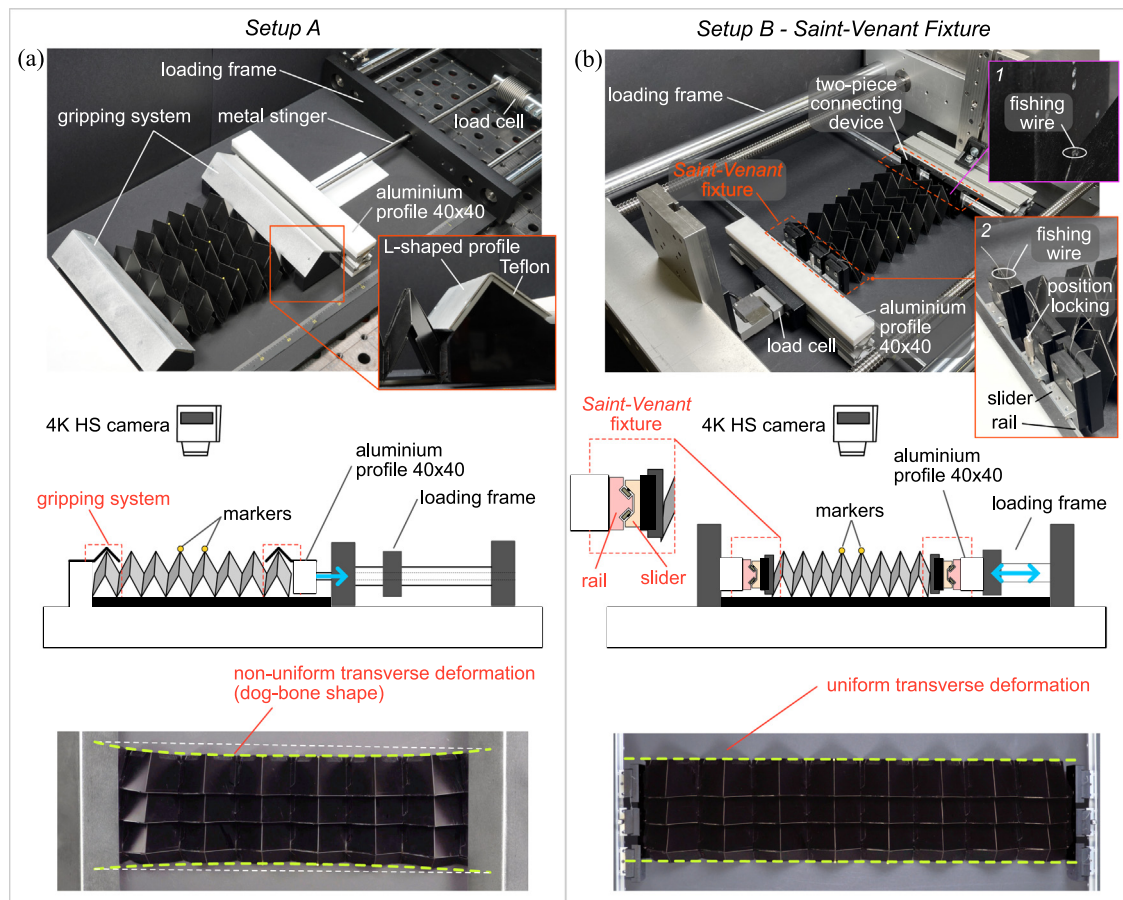 Setup A
(a)
loading frame
gripping system
metal stinger
load cell
aluminium
profile 40x40
L-shaped profile
Teflon
4K HS camera
aluminium
profile 40x40
gripping system
loading frame
markers
non-uniform transverse deformation
(dog-bone shape)
Setup B - Saint-Venant Fixture
(b)
two-piece
connecting
device
loading frame
1
fishing
wire
Saint-Venant
fixture
2
fishing
wire
position
locking
aluminium
profile 40x40
load cell
slider
rail
Saint-Venant
fixture
4K HS camera
aluminium
profile 40x40
loading frame
markers
rail
slider
uniform transverse deformation